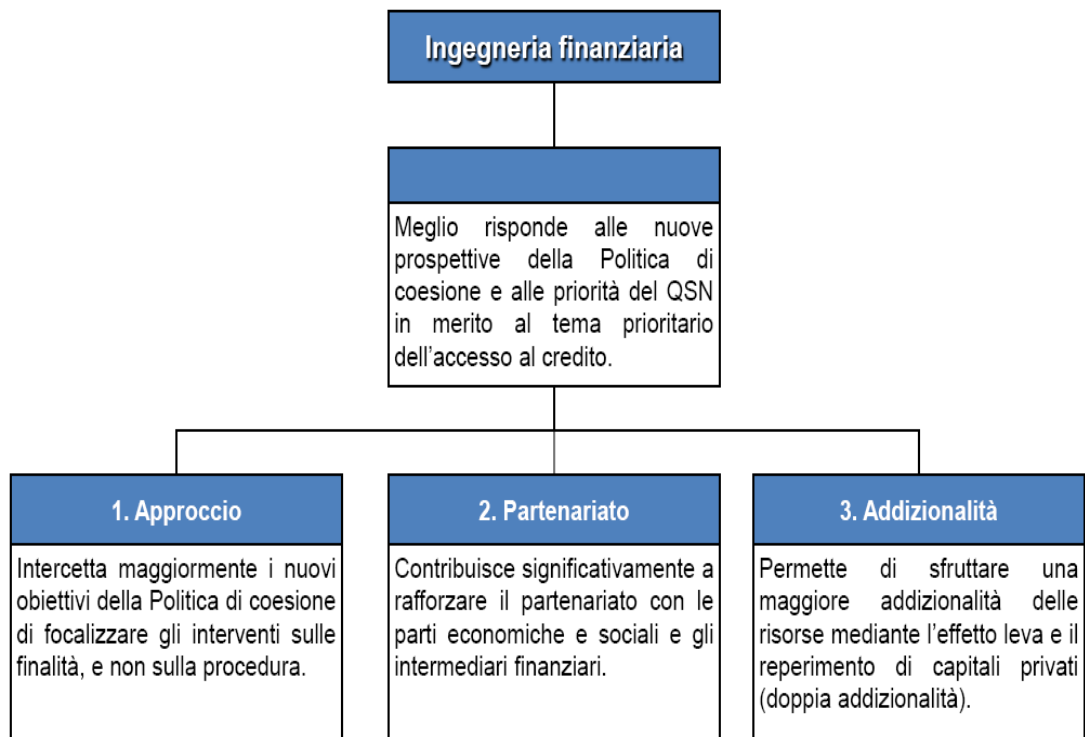 Ingegneria finanziaria
Meglio risponde alle nuove
prospettive della Politica di
coesione e alle priorità del QSN
in merito al tema prioritario
dell'accesso al credito.
1. Approccio
Intercetta maggiormente i nuovi
obiettivi della Politica di coesione
di focalizzare gli interventi sulle
finalità, e non sulla procedura.
2. Partenariato
Contribuisce significativamente a
rafforzare il partenariato con le
parti economiche e sociali e gli
intermediari finanziari.
3. Addizionalità
Permette di sfruttare una
maggiore addizionalità delle
risorse mediante l'effetto leva e il
reperimento di capitali privati
(doppia addizionalità).